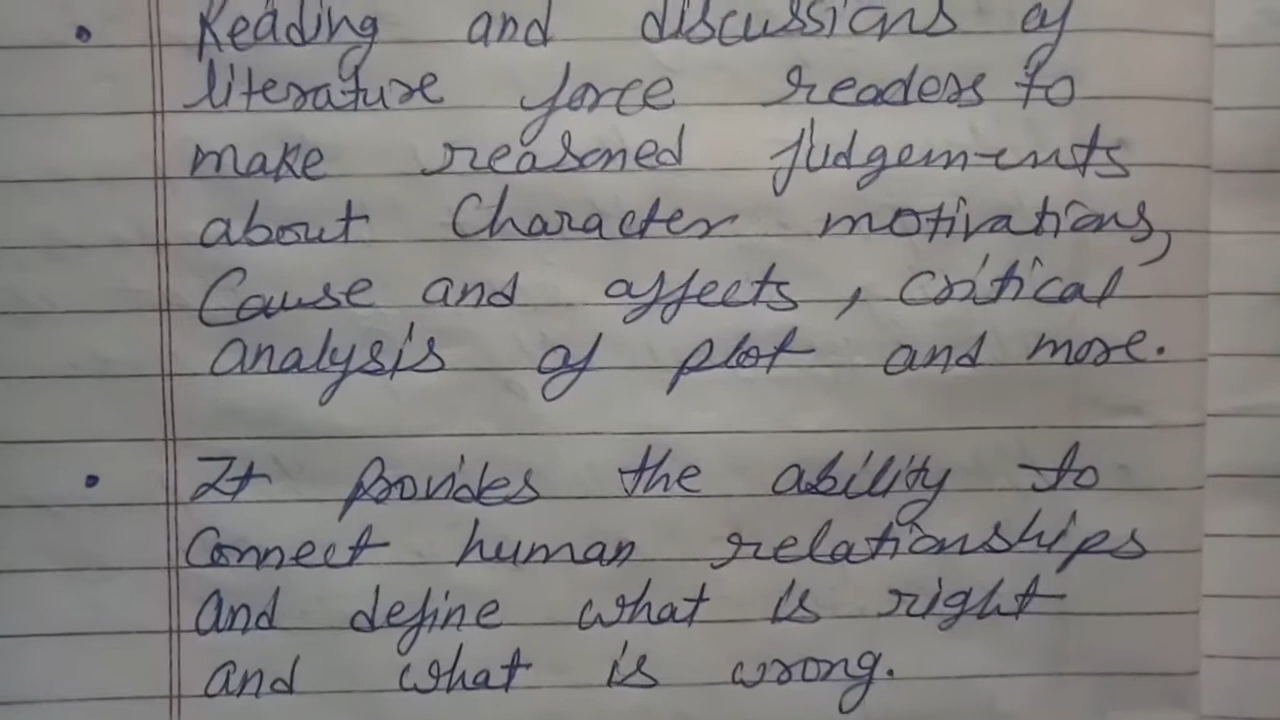 • Reading and discussions of
literature force readers to
make reasoned judgements
about Character motivations,
Cause and affects, critical
analysis of plot and more.
• It provides the ability to
Connect human relationships
and define what is right
and what is wrong.